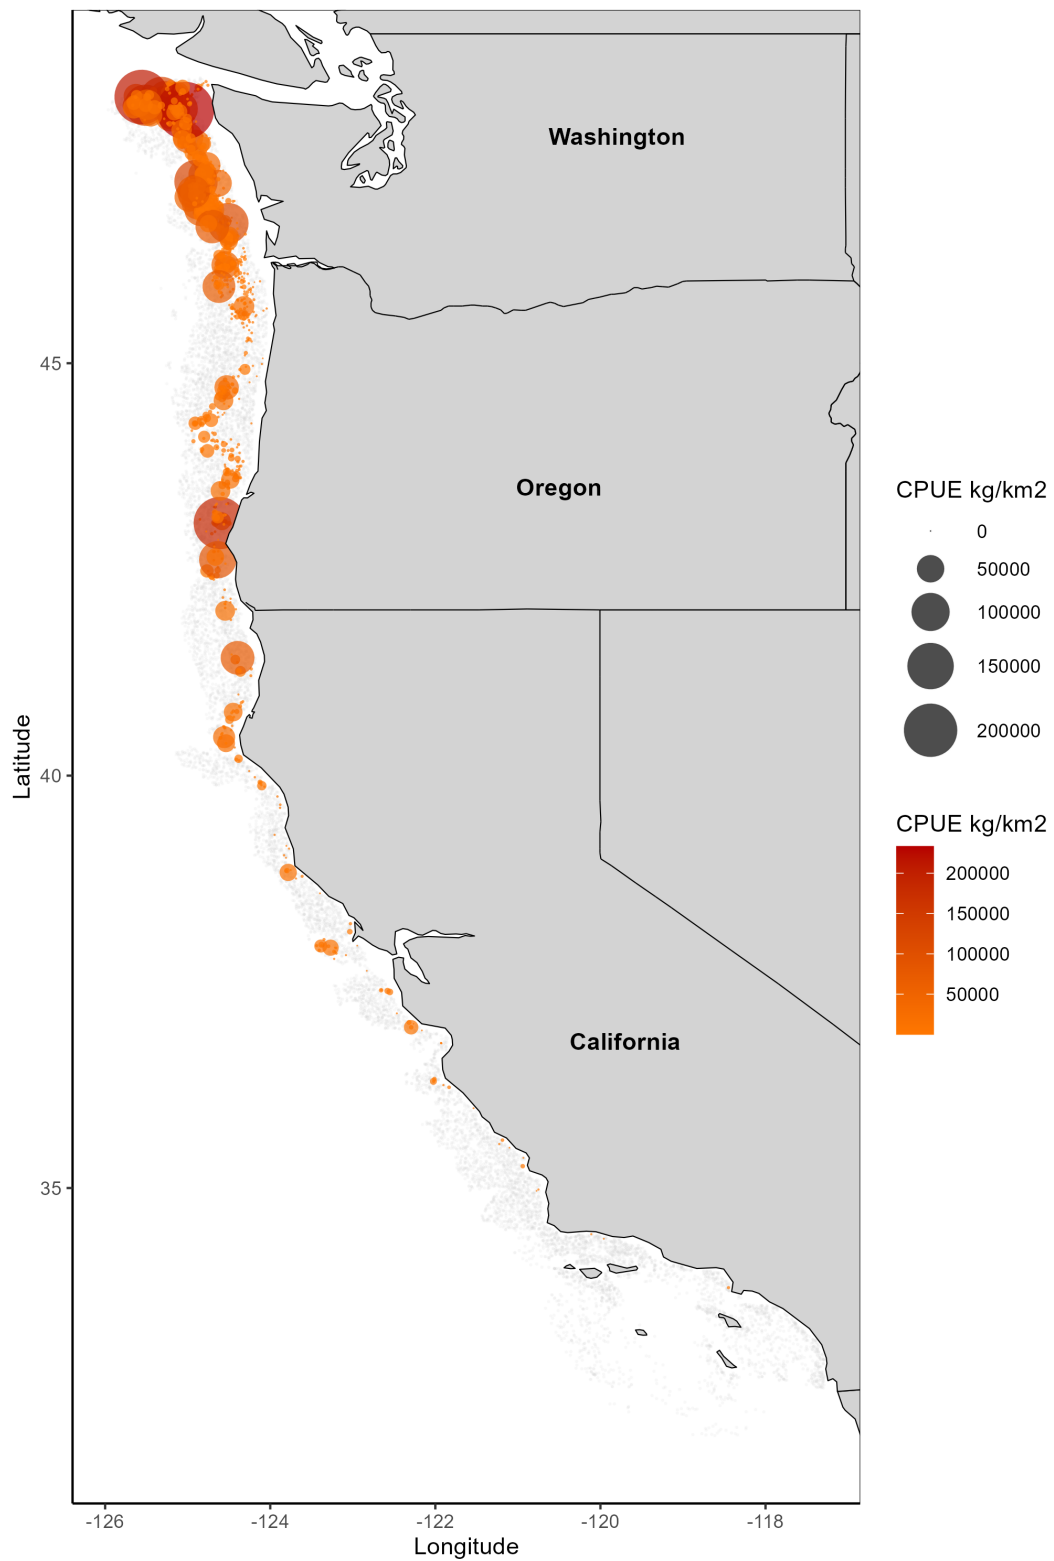 Washington
45
Oregon
CPUE kg/km2
0
50000
100000
150000
200000
Latitude
40
CPUE kg/km2
200000
150000
100000
50000
California
35
-126
-124
-122
-120
-118
Longitude